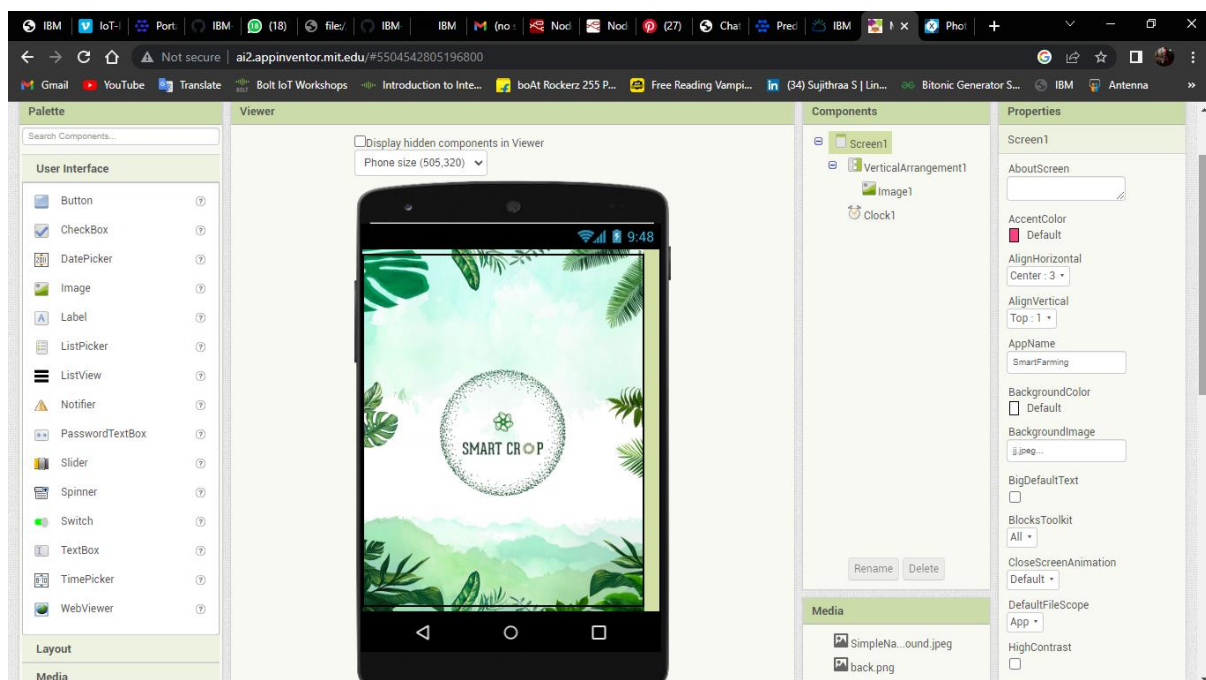 IBM IoT-I Port: IBM- (18) file:/ IBM- IBM (no s Nod Nod (27) Chat Pred IBM Phot
Not secure ai2.appinventor.mit.edu/#5504542805196800
Gmail YouTube Translate Bolt IoT Workshops Introduction to Inte... boAt Rockerz 255 P... Free Reading Vampi... (34) Sujithraa S | Lin... Bitonic Generator S... IBM Antenna »
Palette
Search Components...
User Interface
Button
CheckBox
DatePicker
Image
Label
ListPicker
ListView
Notifier
PasswordTextBox
Slider
Spinner
Switch
TextBox
TimePicker
WebViewer
Layout
Media
Viewer
Display hidden components in Viewer
Phone size (505,320)
9:48
SMART CROP
Components
Screen1
VerticalArrangement1
Image1
Clock1
Rename Delete
Media
SimpleNa...ound.jpeg
back.png
Properties
Screen1
AboutScreen
AccentColor
Default
AlignHorizontal
Center : 3
AlignVertical
Top : 1
AppName
SmartFarming
BackgroundColor
Default
BackgroundImage
jj.jpeg...
BigDefaultText
BlocksToolkit
All
CloseScreenAnimation
Default
DefaultFileScope
App
HighContrast